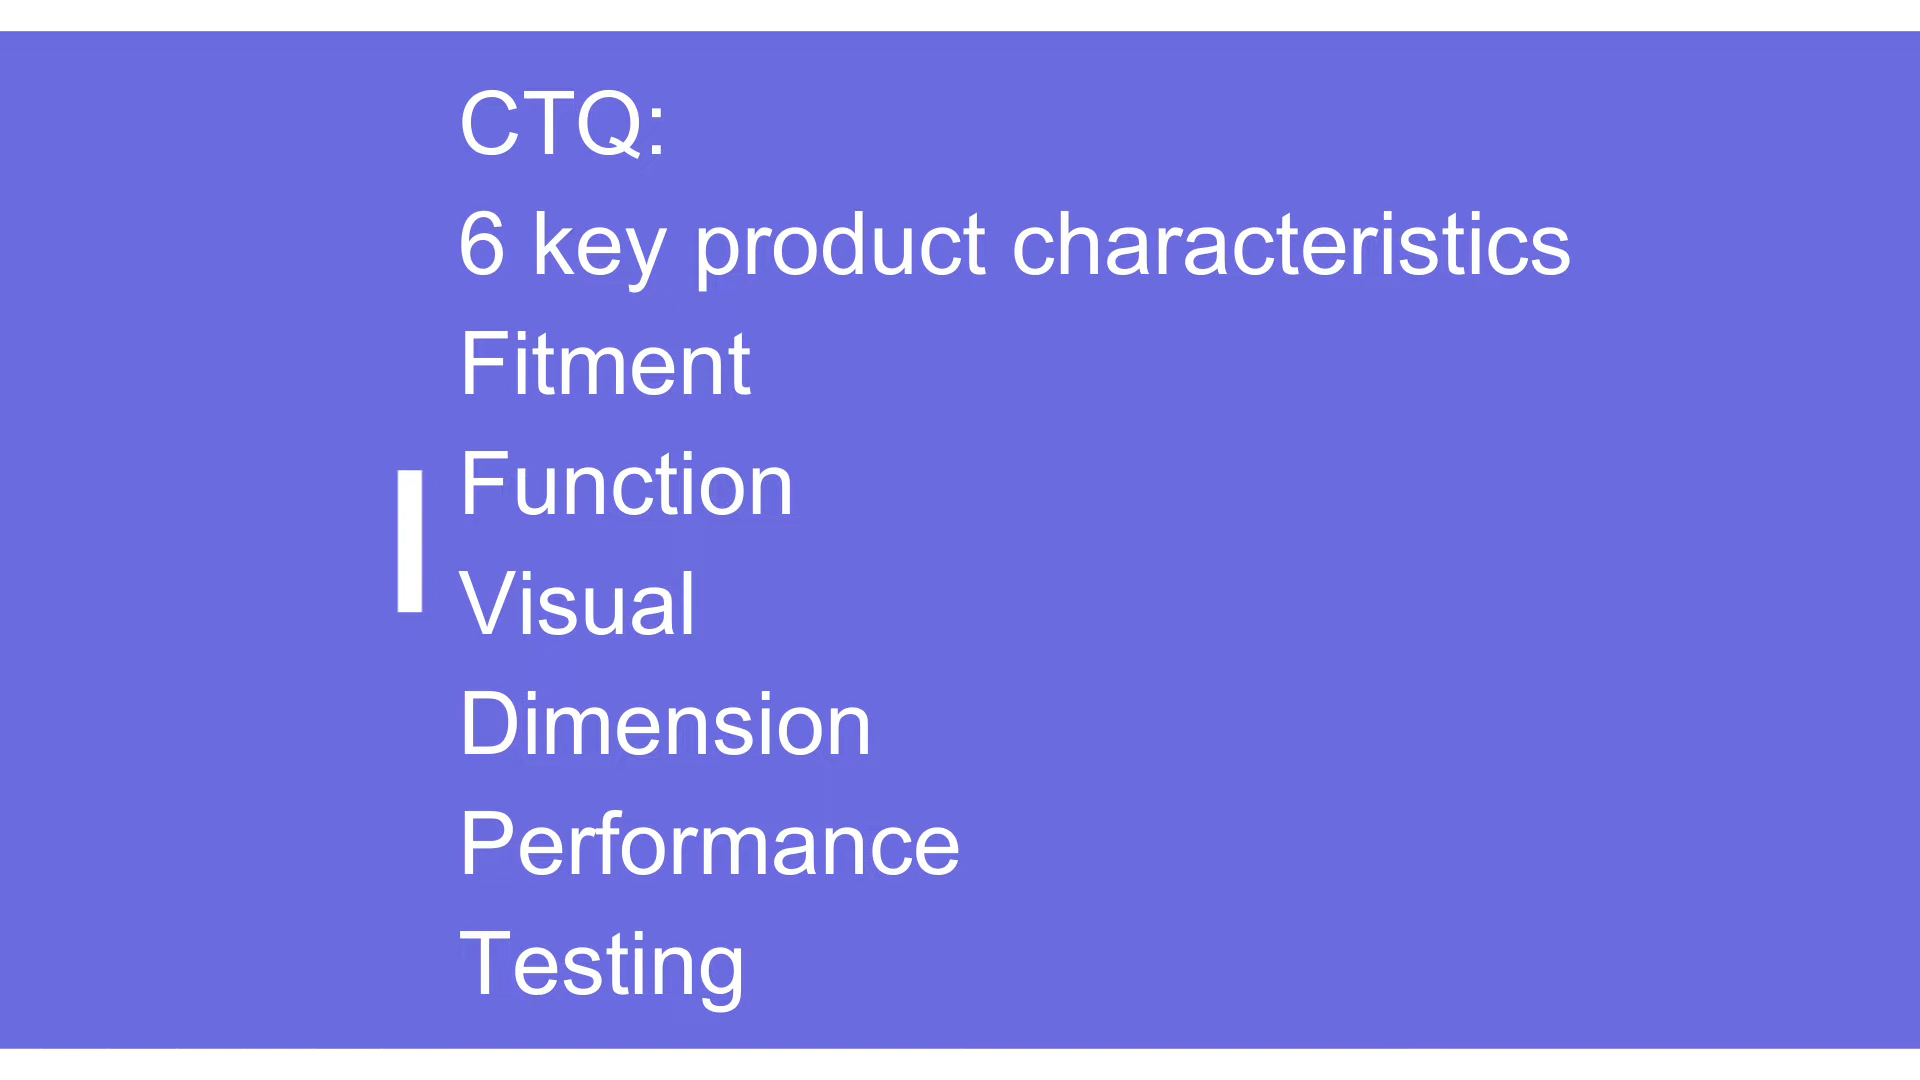 CTQ:
6 key product characteristics
Fitment
Function
Visual
Dimension
Performance
Testing